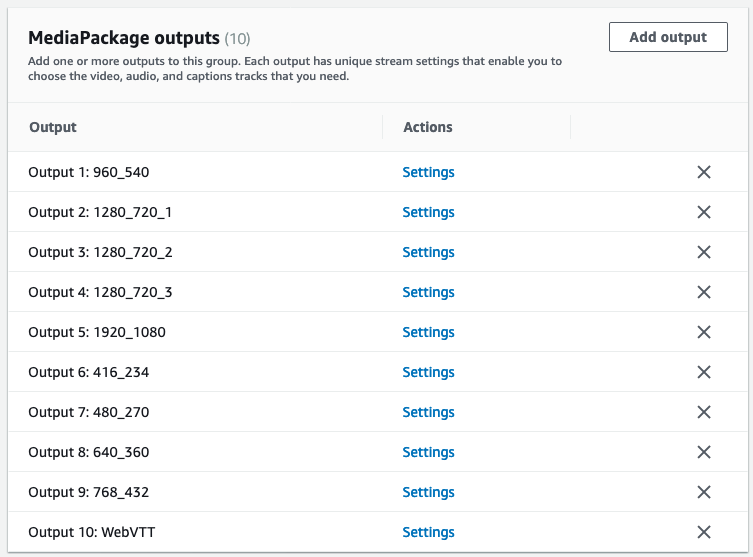 MediaPackage outputs (10)
Add output
Add one or more outputs to this group. Each output has unique stream settings that enable you to
choose the video, audio, and captions tracks that you need.
Output Actions
Output 1: 960_540 Settings
Output 2: 1280_720_1 Settings
Output 3: 1280_720_2 Settings
Output 4: 1280_720_3 Settings
Output 5: 1920_1080 Settings
Output 6: 416_234 Settings
Output 7: 480_270 Settings
Output 8: 640_360 Settings
Output 9: 768_432 Settings
Output 10: WebVTT Settings